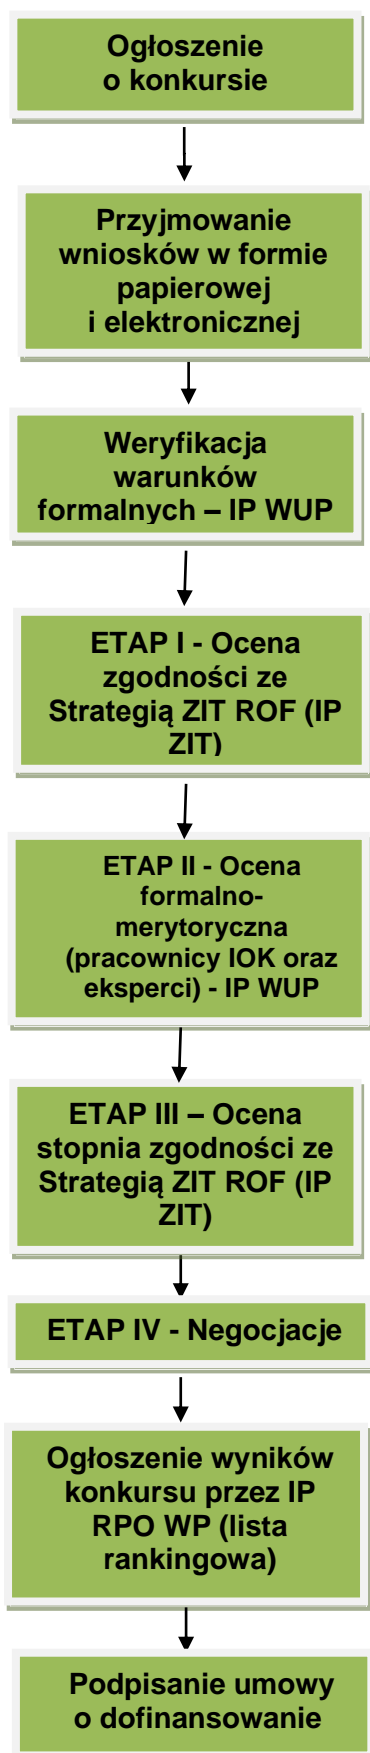 Ogłoszenie
o konkursie
Przyjmowanie
wniosków w formie
papierowej
i elektronicznej
Weryfikacja
warunków
formalnych – IP WUP
ETAP I - Ocena
zgodności ze
Strategią ZIT ROF (IP
ZIT)
ETAP II - Ocena
formalno-
merytoryczna
(pracownicy IOK oraz
eksperci) - IP WUP
ETAP III – Ocena
stopnia zgodności ze
Strategią ZIT ROF (IP
ZIT)
ETAP IV - Negocjacje
Ogłoszenie wyników
konkursu przez IP
RPO WP (lista
rankingowa)
Podpisanie umowy
o dofinansowanie